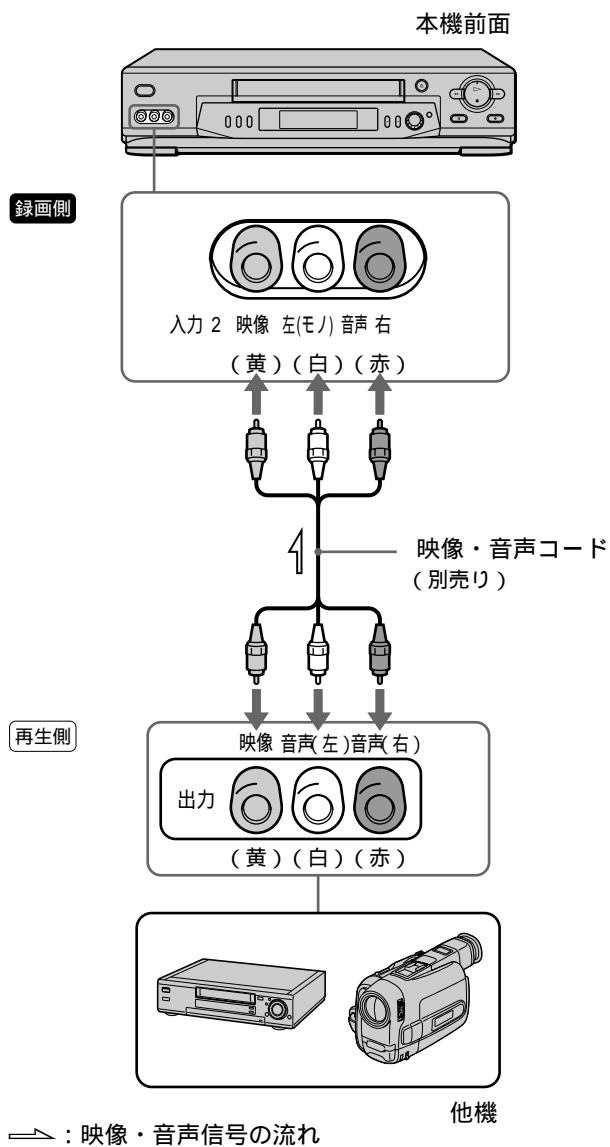 本機前面
録画側
入力 2 映像 左(モノ) 音声 右
(黄)(白)(赤)
映像・音声コード
(別売り)
再生側
映像 音声(左)音声(右)
出力
(黄)(白)(赤)
他機
:映像・音声信号の流れ